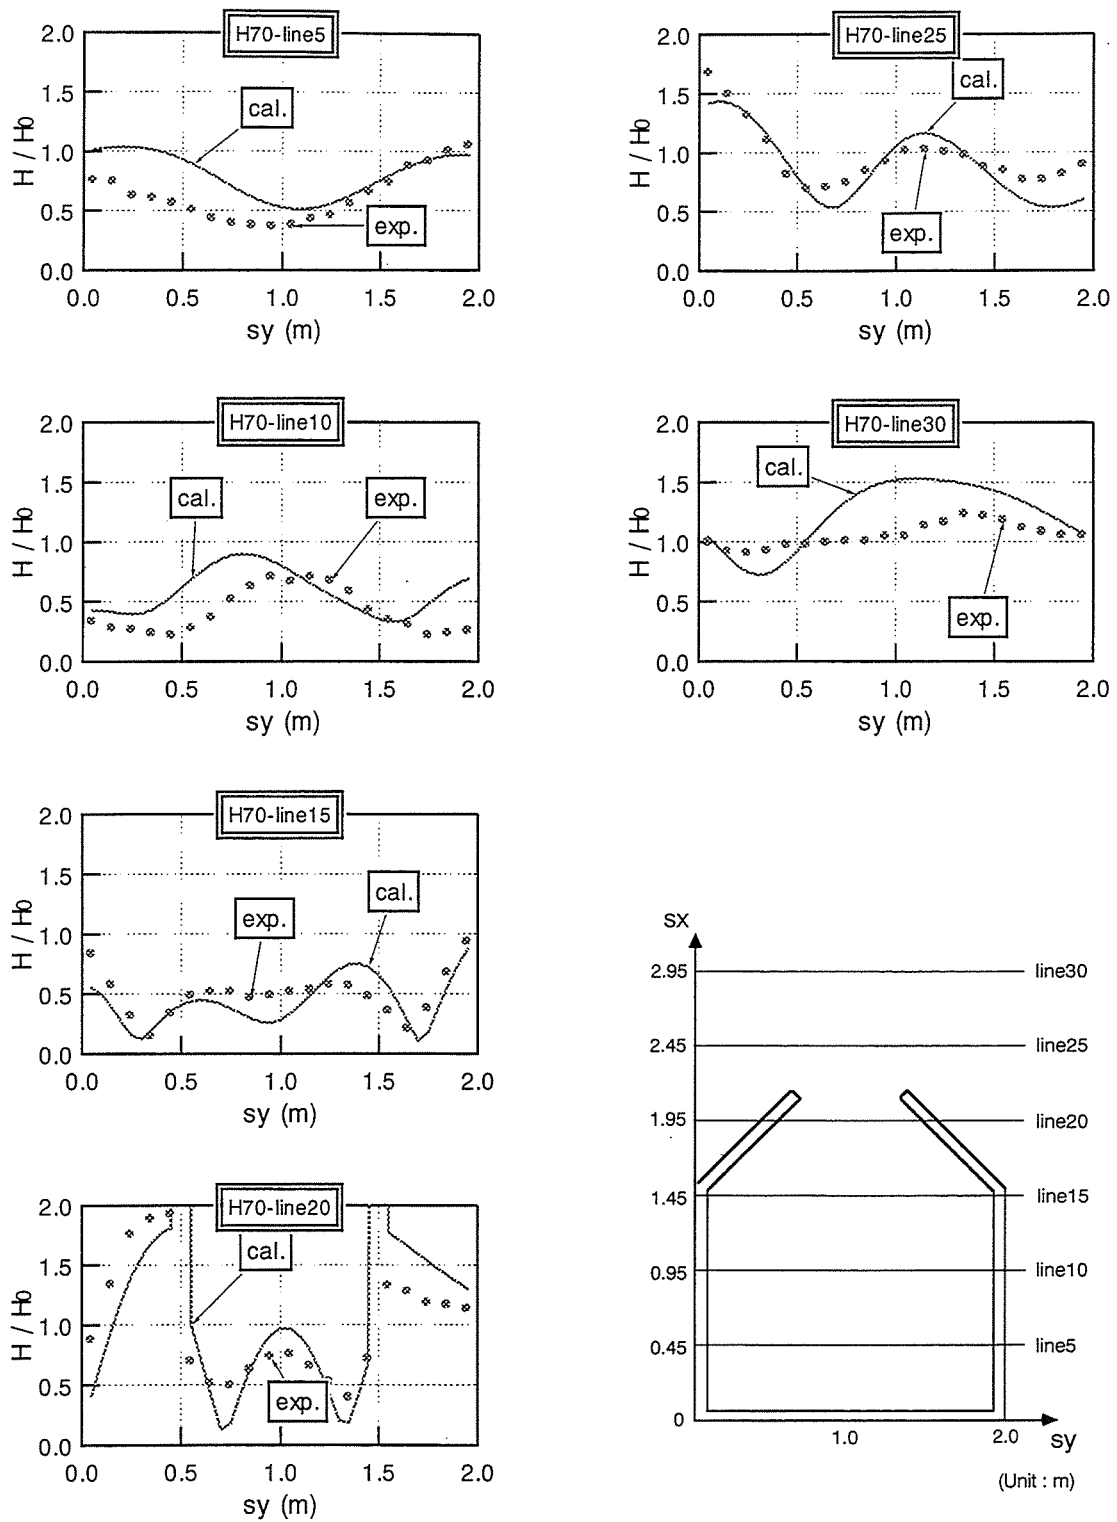 H70-line5
2.0
1.5
1.0
0.5
0.0
H / H0
cal.
exp.
0.0 0.5 1.0 1.5 2.0
sy (m)
H70-line25
2.0
1.5
1.0
0.5
0.0
H / H0
cal.
exp.
0.0 0.5 1.0 1.5 2.0
sy (m)
H70-line10
2.0
1.5
1.0
0.5
0.0
H / H0
cal.
exp.
0.0 0.5 1.0 1.5 2.0
sy (m)
H70-line30
2.0
1.5
1.0
0.5
0.0
H / H0
cal.
exp.
0.0 0.5 1.0 1.5 2.0
sy (m)
H70-line15
2.0
1.5
1.0
0.5
0.0
H / H0
exp.
cal.
0.0 0.5 1.0 1.5 2.0
sy (m)
H70-line20
2.0
1.5
1.0
0.5
0.0
H / H0
cal.
exp.
0.0 0.5 1.0 1.5 2.0
sy (m)
sx
2.95 line30
2.45 line25
1.95 line20
1.45 line15
0.95 line10
0.45 line5
0
1.0 2.0 sy
(Unit : m)